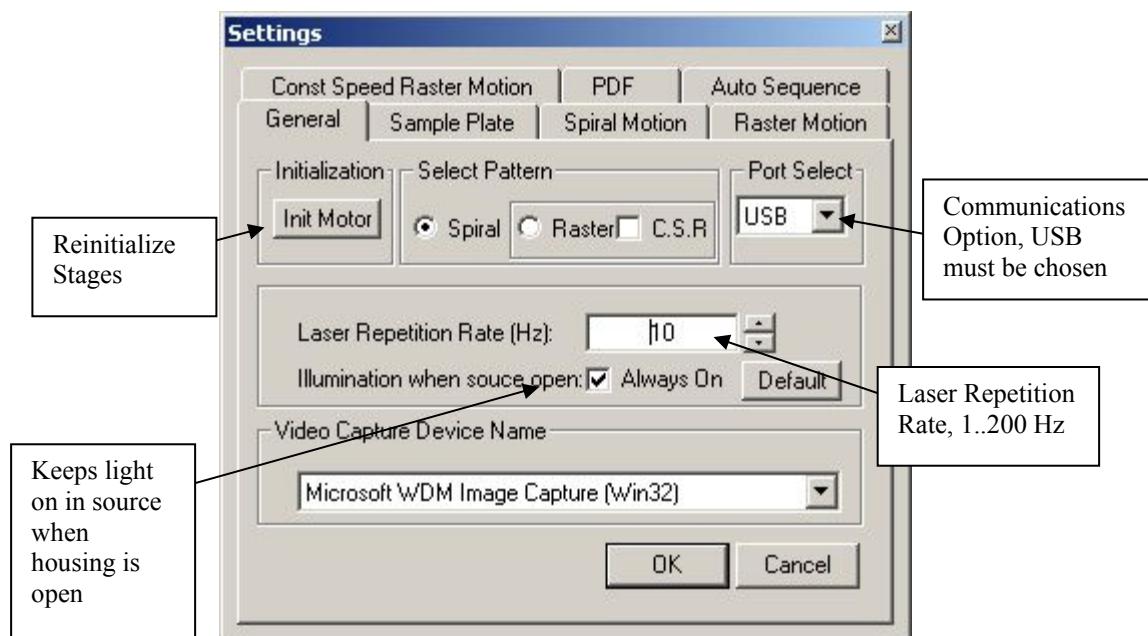 Settings
Const Speed Raster Motion PDF Auto Sequence
General Sample Plate Spiral Motion Raster Motion
Initialization Select Pattern Port Select
Init Motor Spiral Raster C.S.R USB
Reinitialize
Stages
Communications
Option, USB
must be chosen
Laser Repetition Rate (Hz): 10
Illumination when souce open: Always On Default
Laser Repetition
Rate, 1..200 Hz
Video Capture Device Name
Microsoft WDM Image Capture (Win32)
Keeps light
on in source
when
housing is
open
OK Cancel